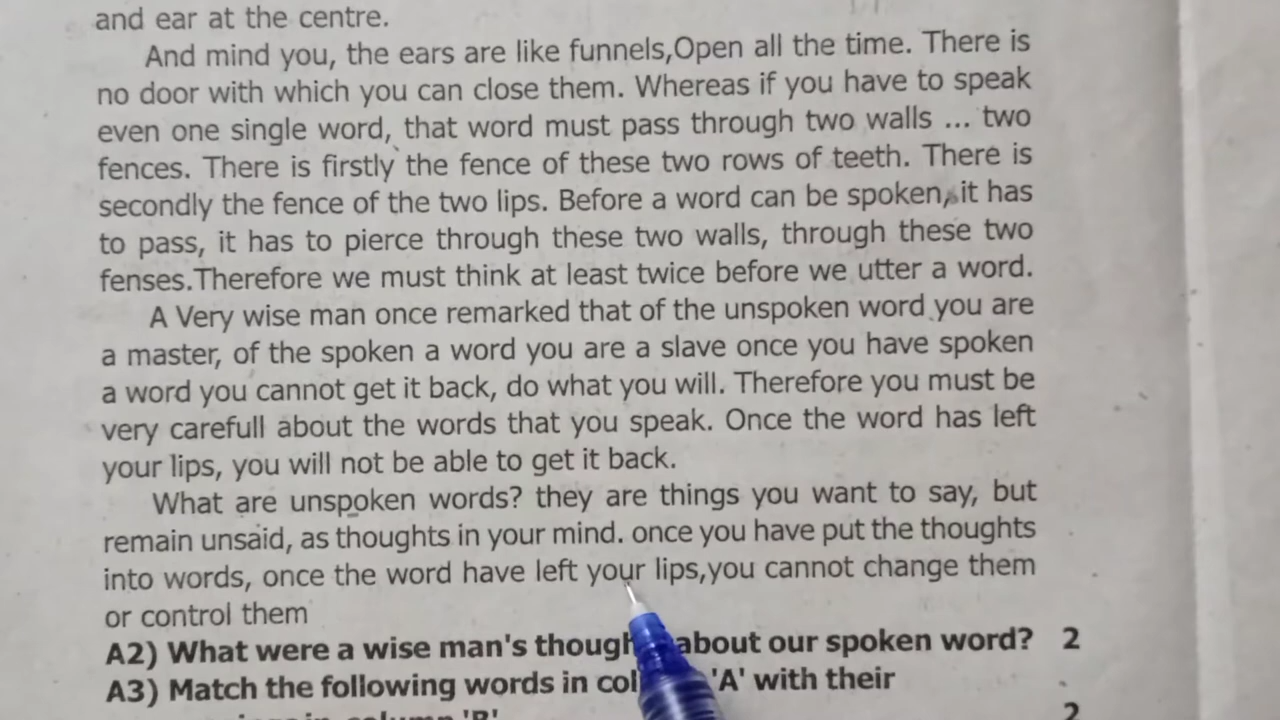 and ear at the centre.
And mind you, the ears are like funnels,Open all the time. There is
no door with which you can close them. Whereas if you have to speak
even one single word, that word must pass through two walls ... two
fences. There is firstly the fence of these two rows of teeth. There is
secondly the fence of the two lips. Before a word can be spoken, it has
to pass, it has to pierce through these two walls, through these two
fenses.Therefore we must think at least twice before we utter a word.
A Very wise man once remarked that of the unspoken word you are
a master, of the spoken a word you are a slave once you have spoken
a word you cannot get it back, do what you will. Therefore you must be
very carefull about the words that you speak. Once the word has left
your lips, you will not be able to get it back.
What are unspoken words? they are things you want to say, but
remain unsaid, as thoughts in your mind. once you have put the thoughts
into words, once the word have left your lips,you cannot change them
or control them
A2) What were a wise man's about our spoken word? 2
A3) Match the following words in 'A' with their
in column 'B' 2